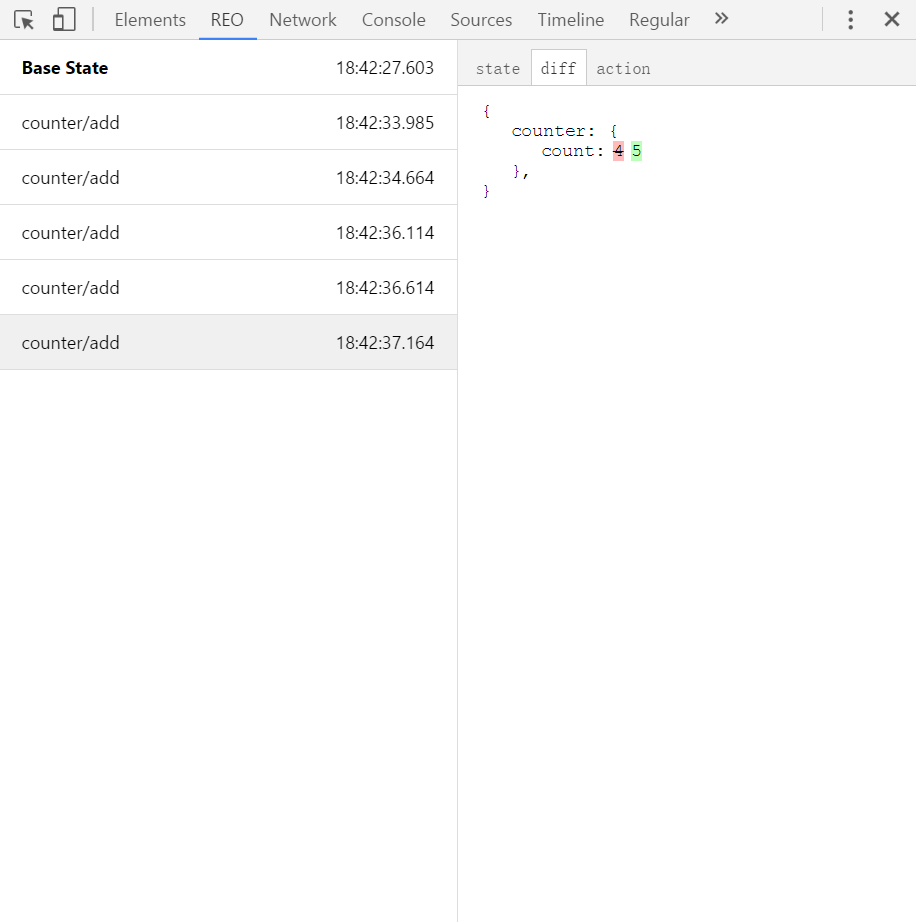 Elements REO Network Console Sources Timeline Regular »
Base State 18:42:27.603
counter/add 18:42:33.985
counter/add 18:42:34.664
counter/add 18:42:36.114
counter/add 18:42:36.614
counter/add 18:42:37.164
state diff action
{
counter: {
count: 4 5
},
}